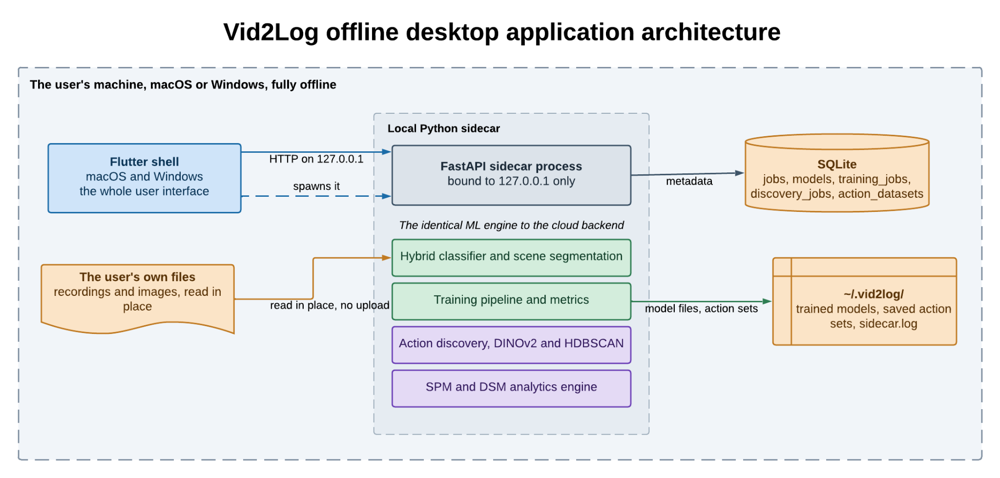 Vid2Log offline desktop application architecture
The user's machine, macOS or Windows, fully offline
Local Python sidecar
Flutter shell
macOS and Windows
the whole user interface
HTTP on 127.0.0.1
spawns it
FastAPI sidecar process
bound to 127.0.0.1 only
metadata
SQLite
jobs, models, training_jobs,
discovery_jobs, action_datasets
The identical ML engine to the cloud backend
Hybrid classifier and scene segmentation
The user's own files
recordings and images, read in
place
read in place, no upload
Training pipeline and metrics
model files, action sets
~/.vid2log/
trained models, saved action
sets, sidecar.log
Action discovery, DINOv2 and HDBSCAN
SPM and DSM analytics engine